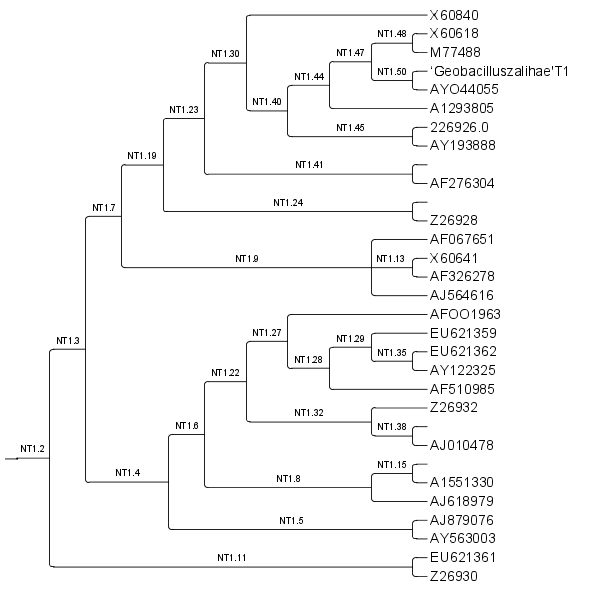 X60840
NT1.48 X60618
NT1.30 NT1.47 M77488
NT1.50 'Geobacilluszalihae'T1
NT1.44 AYO44055
NT1.40 A1293805
NT1.23 NT1.45 226926.0
AY193888
NT1.19 NT1.41
AF276304
NT1.7 NT1.24
Z26928
AF067651
NT1.9 NT1.13 X60641
AF326278
AJ564616
AFOO1963
NT1.27 EU621359
NT1.3 NT1.29
NT1.28 NT1.35 EU621362
NT1.22 AY122325
AF510985
NT1.32 Z26932
NT1.6 NT1.38
AJ010478
NT1.2 NT1.15
NT1.4 NT1.8 A1551330
AJ618979
NT1.5 AJ879076
AY563003
NT1.11 EU621361
Z26930